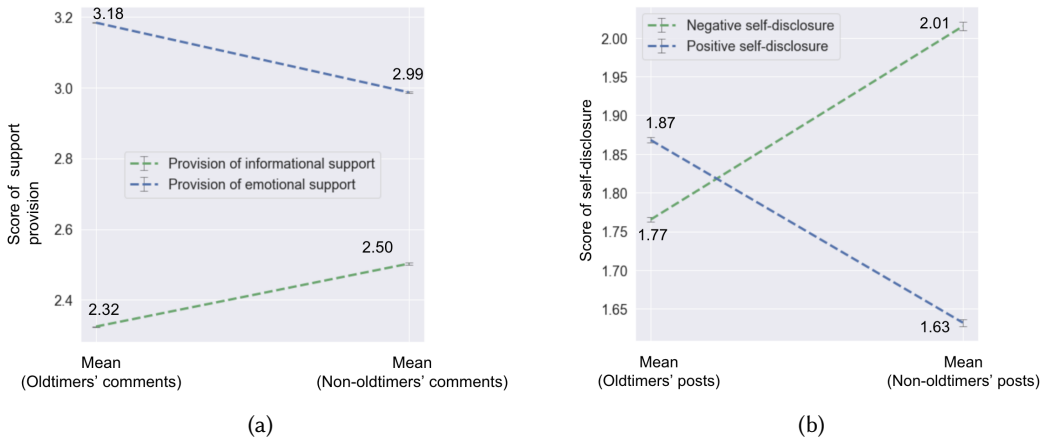 3.18
3.2
2.99
3.0
2.8
Provision of informational support
Provision of emotional support
Score of support
provision
2.6
2.50
2.4
2.32
Mean
(Oldtimers' comments)
Mean
(Non-oldtimers' comments)
(a)
Negative self-disclosure
Positive self-disclosure
2.01
2.00
1.95
1.90
1.87
1.85
Score of self-disclosure
1.80
1.75
1.77
1.70
1.65
1.63
Mean
(Oldtimers' posts)
Mean
(Non-oldtimers' posts)
(b)